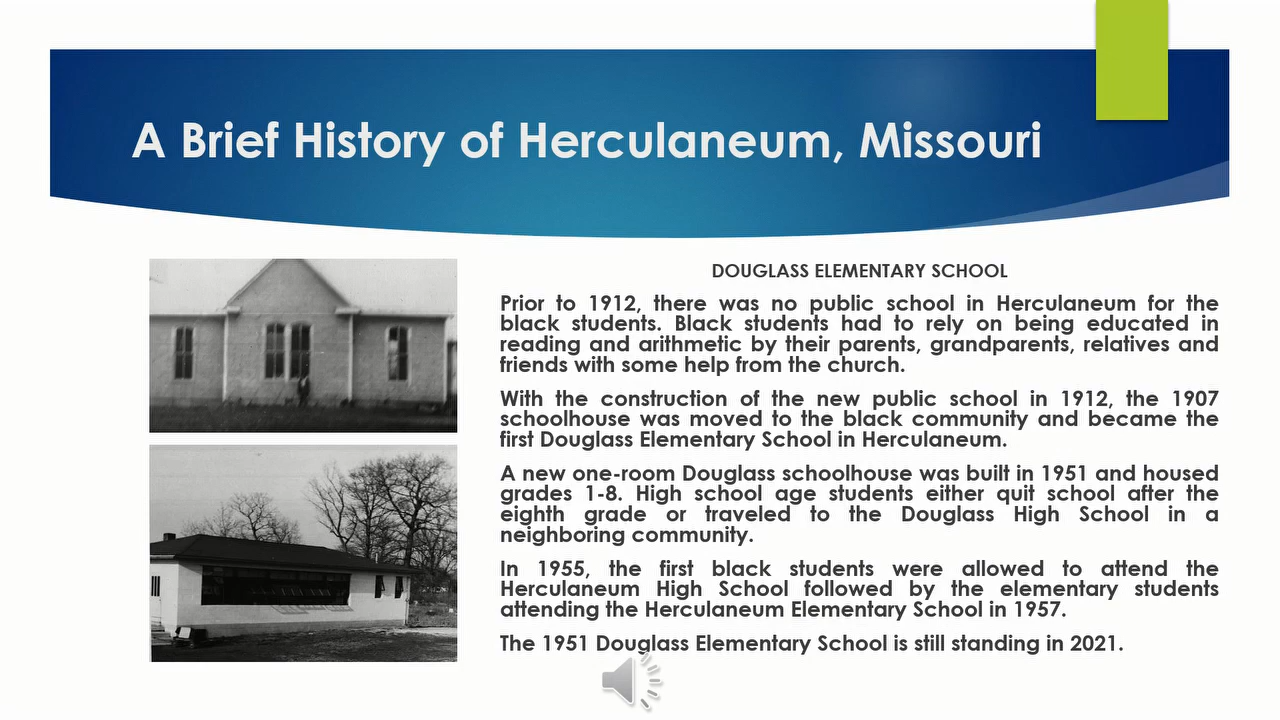 A Brief History of Herculaneum, Missouri
DOUGLASS ELEMENTARY SCHOOL
Prior to 1912, there was no public school in Herculaneum for the
black students. Black students had to rely on being educated in
reading and arithmetic by their parents, grandparents, relatives and
friends with some help from the church.
With the construction of the new public school in 1912, the 1907
schoolhouse was moved to the black community and became the
first Douglass Elementary School in Herculaneum.
A new one-room Douglass schoolhouse was built in 1951 and housed
grades 1-8. High school age students either quit school after the
eighth grade or traveled to the Douglass High School in a
neighboring community.
In 1955, the first black students were allowed to attend the
Herculaneum High School followed by the elementary students
attending the Herculaneum Elementary School in 1957.
The 1951 Douglass Elementary School is still standing in 2021.